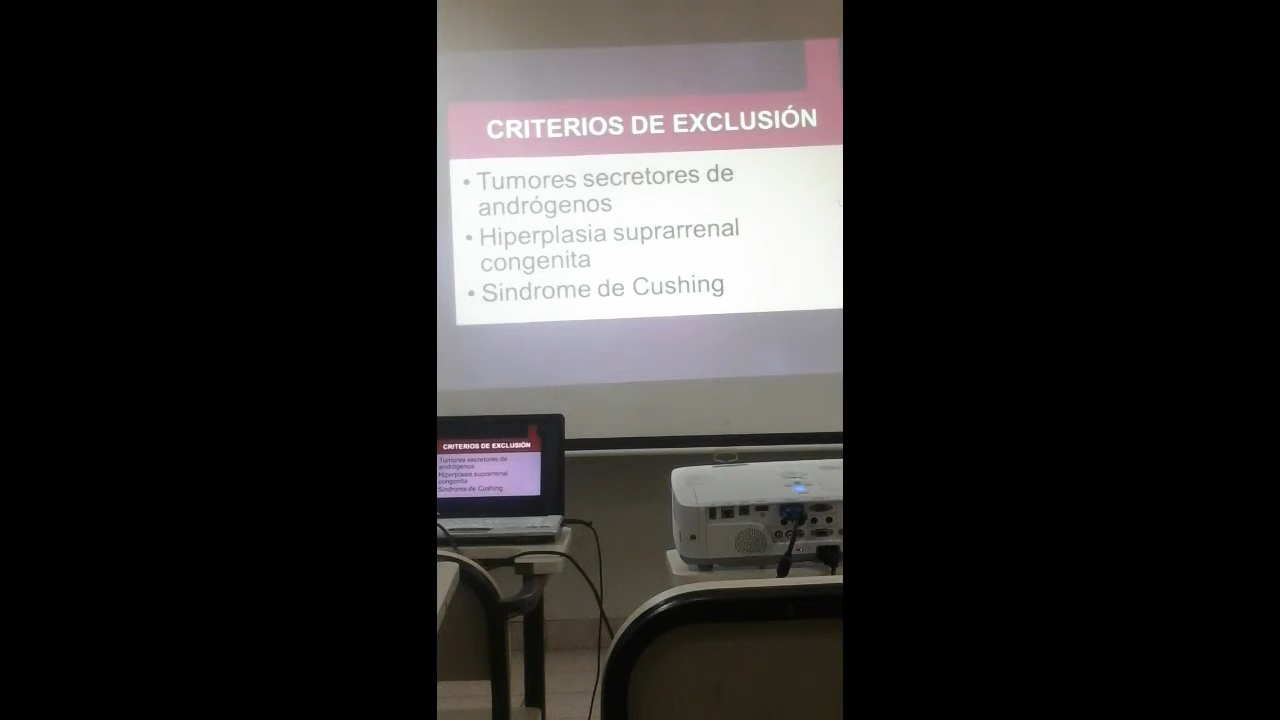 CRITERIOS DE EXCLUSIÓN
• Tumores secretores de
andrógenos
• Hiperplasia suprarrenal
congenita
• Sindrome de Cushing
CRITERIOS DE EXCLUSIÓN
Tumores secretores de
andrógenos
Hiperplasia suprarrenal
congenita
Sindrome de Cushing